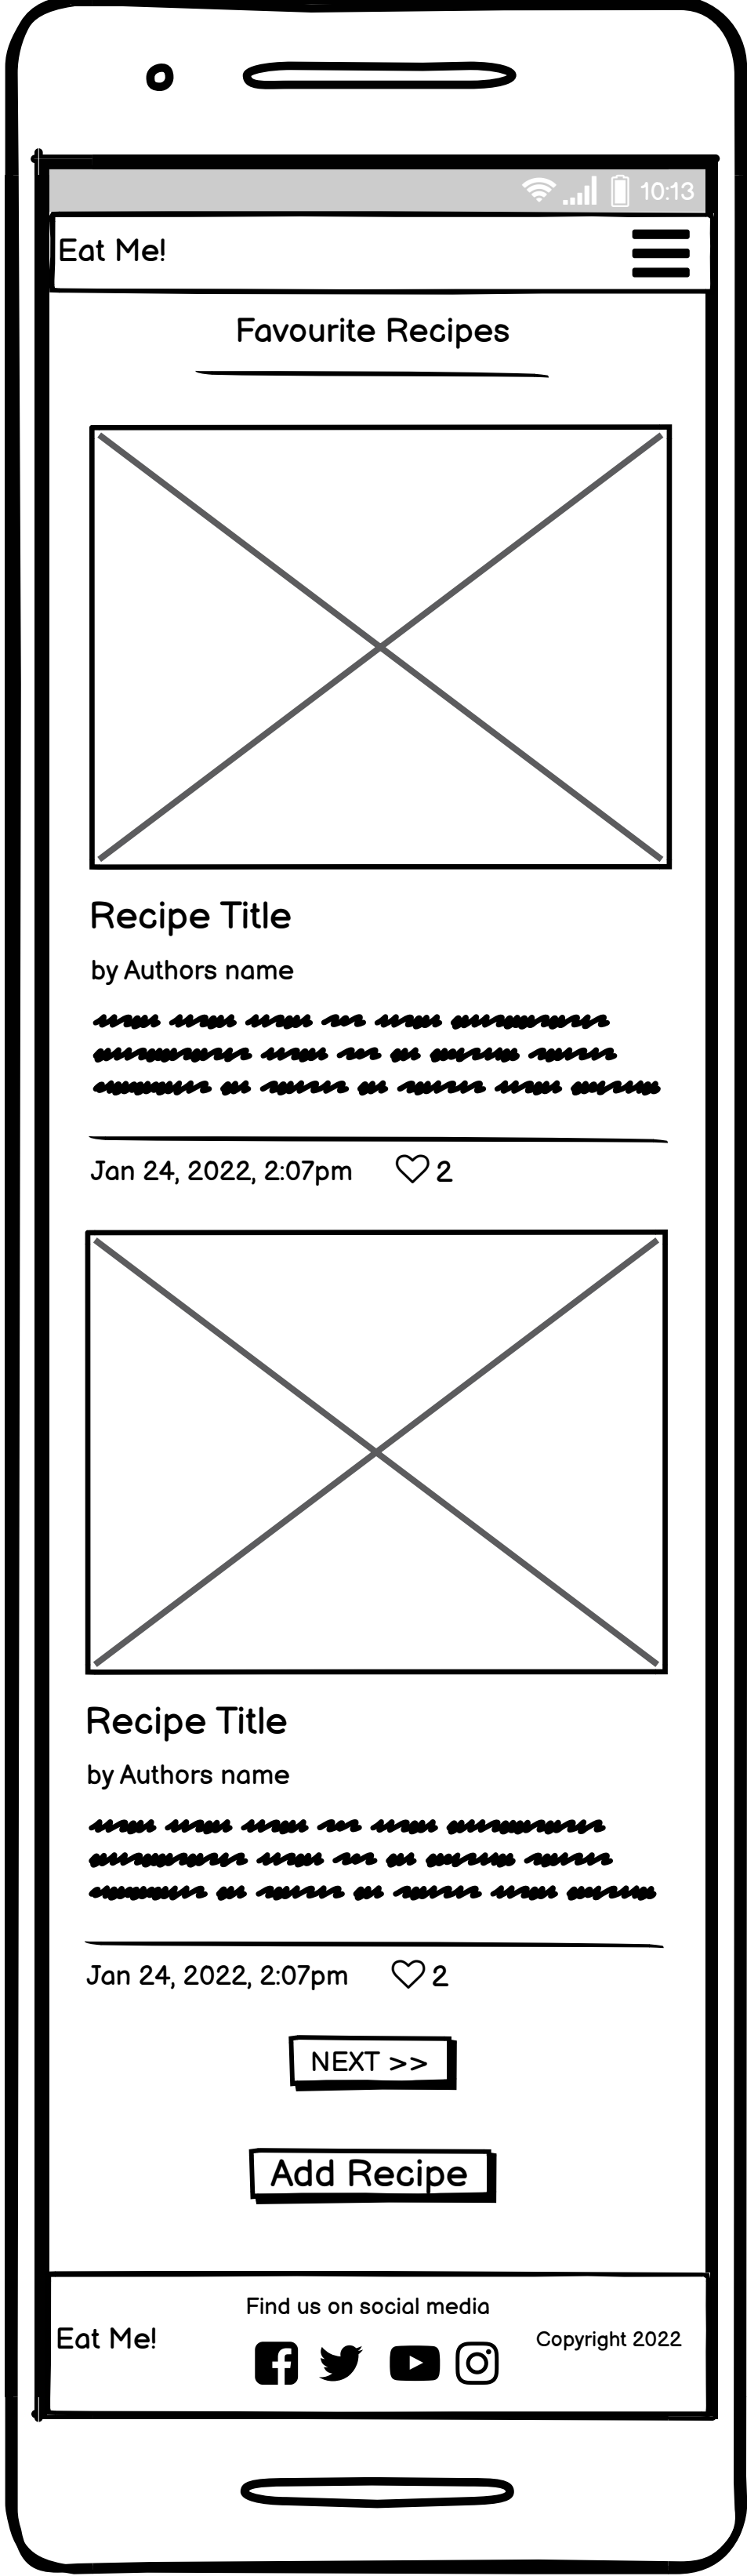 10:13
Eat Me!
Favourite Recipes
Recipe Title
by Authors name
Jan 24, 2022, 2:07pm 2
Recipe Title
by Authors name
Jan 24, 2022, 2:07pm 2
NEXT >>
Add Recipe
Find us on social media
Eat Me!
Copyright 2022